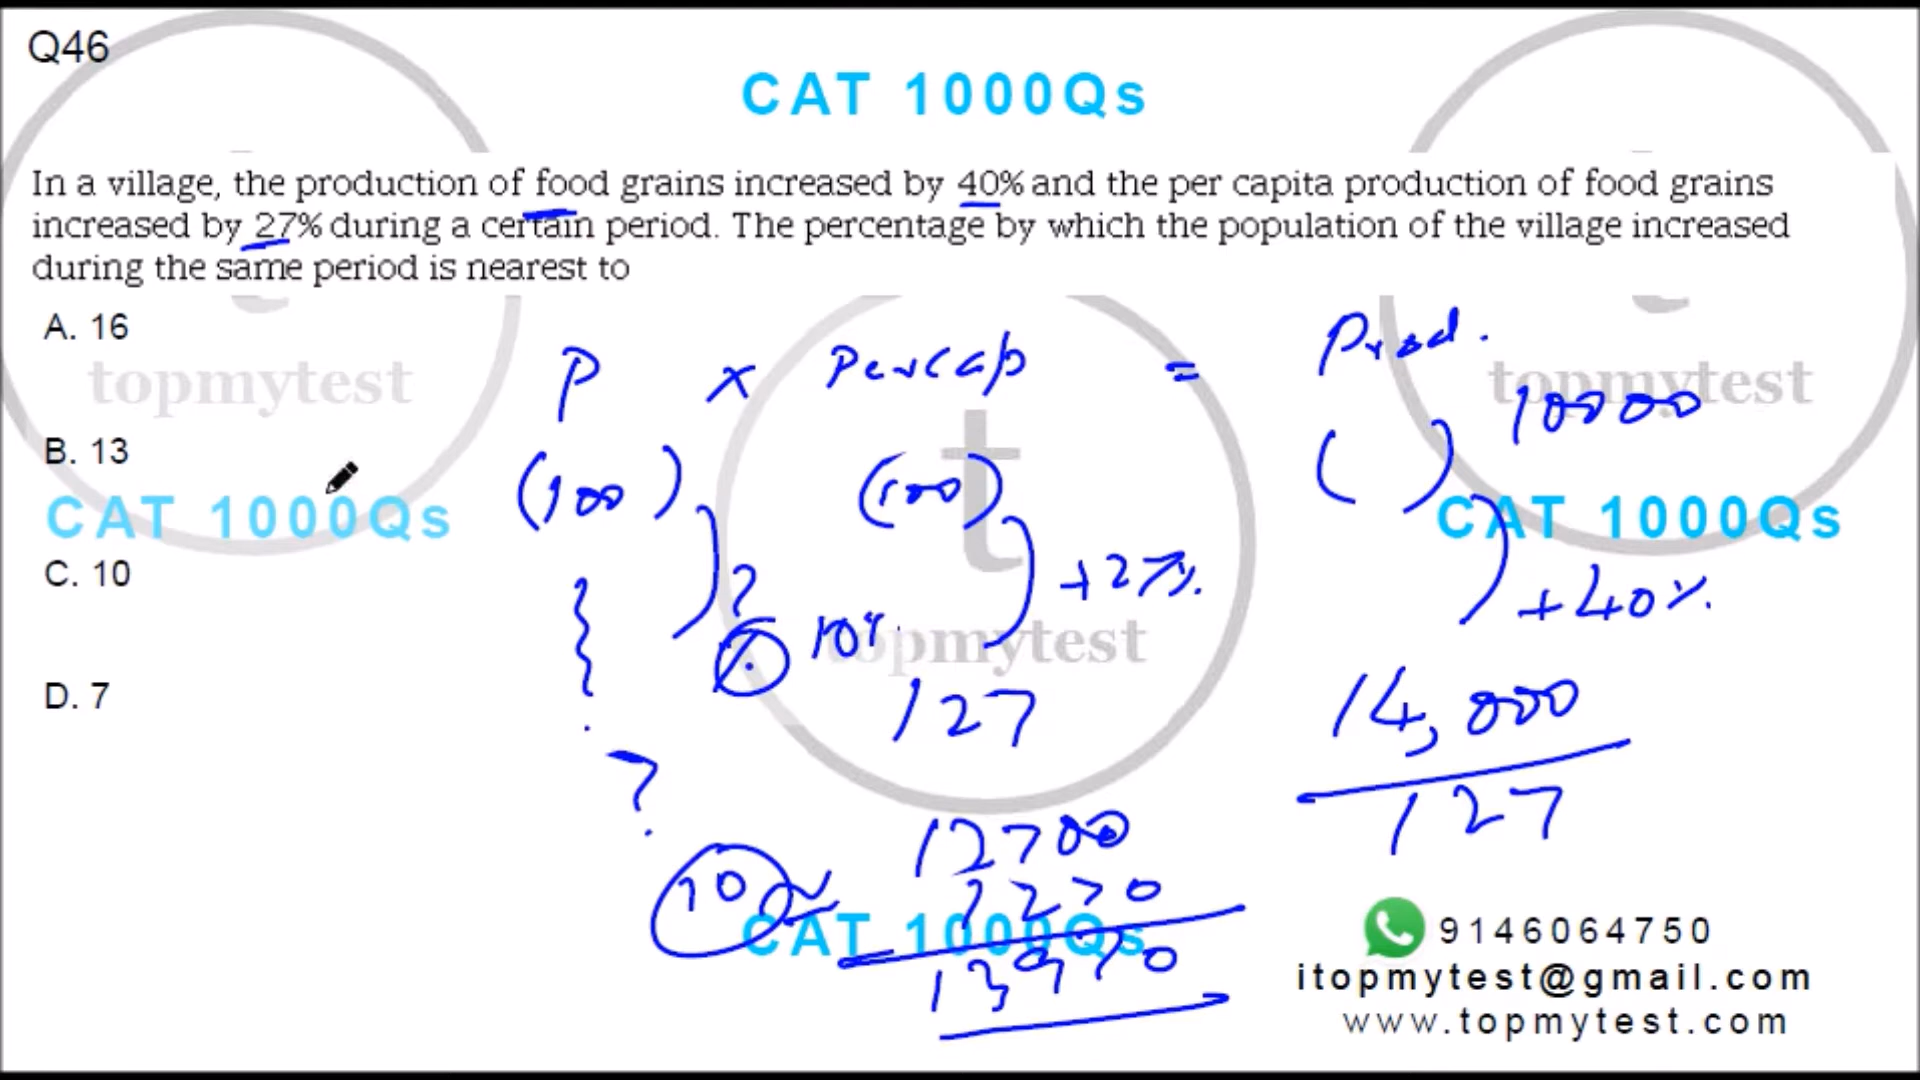 Q46
CAT 1000Qs
In a village, the production of food grains increased by 40% and the per capita production of food grains
increased by 27% during a certain period. The percentage by which the population of the village increased
during the same period is nearest to
A. 16
P x Percap = Prod.
topmytest
topmytest
10000
B. 13
(100) (100) ( )
CAT 1000Qs
t
CAT 1000Qs
C. 10
? +27% +40%
10%
topmytest
D. 7
127
14,000
?
127
12700
10 ~
1270
CAT 1000Qs
13970
9146064750
itopmytest@gmail.com
www.topmytest.com